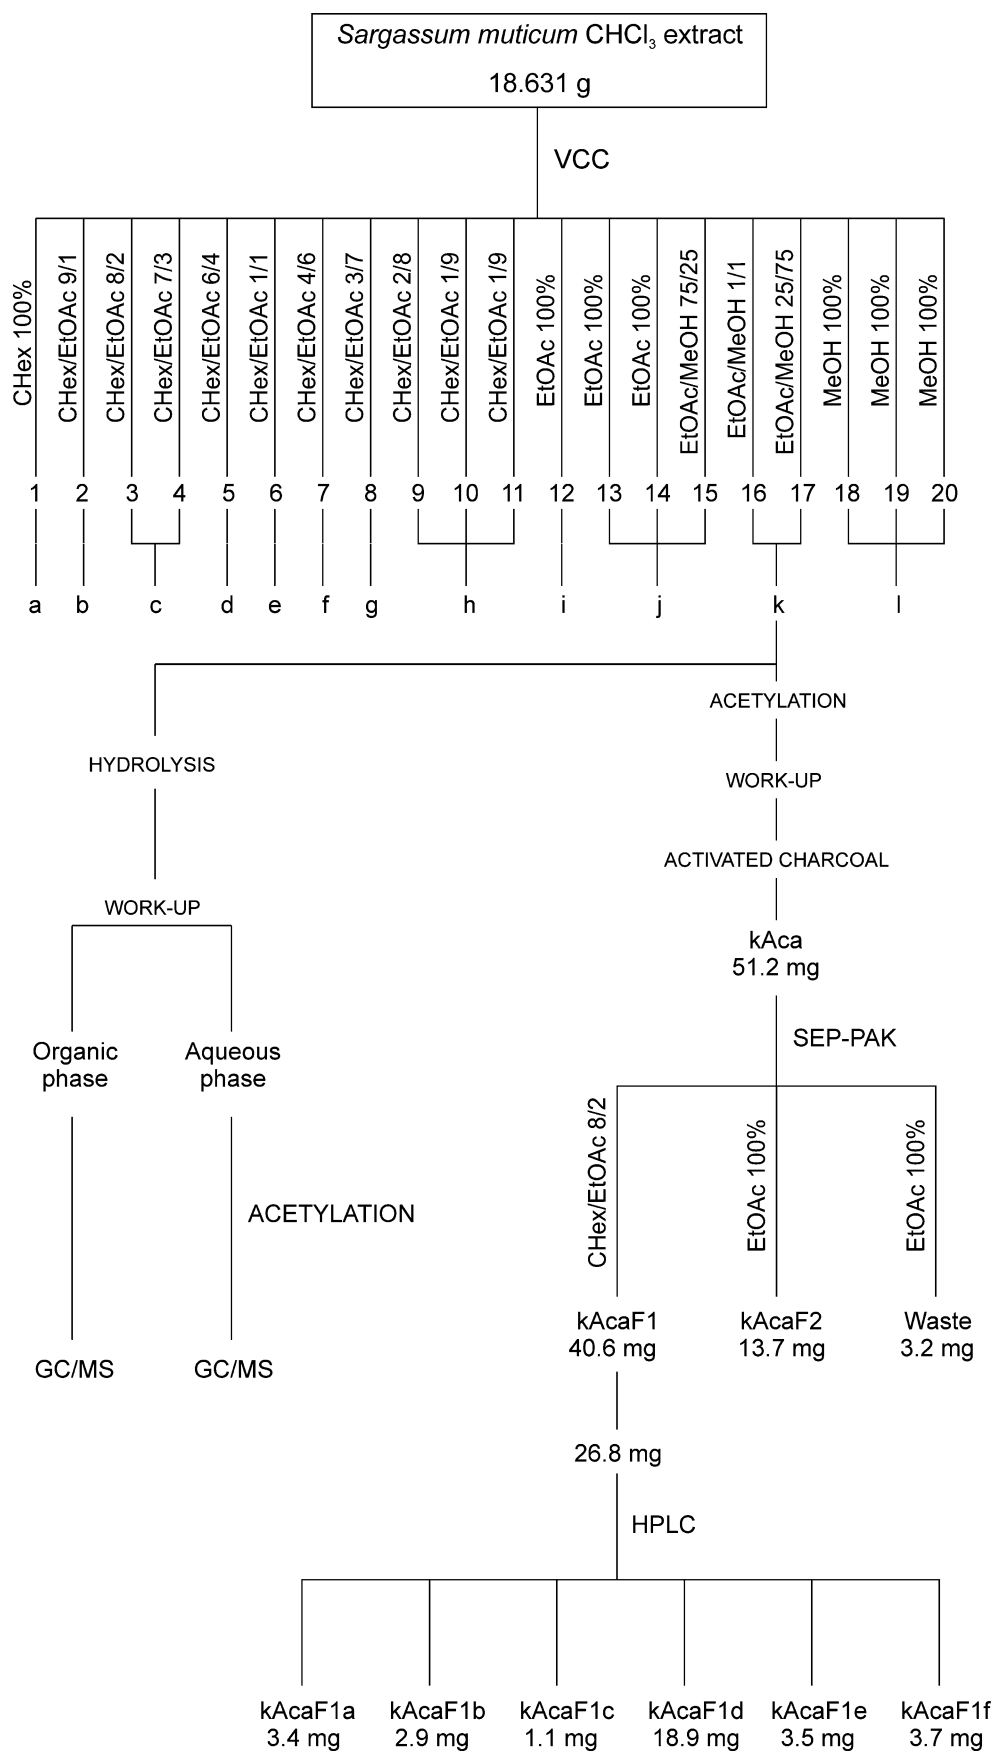 Sargassum muticum CHCl₃ extract
18.631 g
VCC
CHex 100%
CHex/EtOAc 9/1
CHex/EtOAc 8/2
CHex/EtOAc 7/3
CHex/EtOAc 6/4
CHex/EtOAc 1/1
CHex/EtOAc 4/6
CHex/EtOAc 3/7
CHex/EtOAc 2/8
CHex/EtOAc 1/9
CHex/EtOAc 1/9
EtOAc 100%
EtOAc 100%
EtOAc 100%
EtOAc/MeOH 75/25
EtOAc/MeOH 1/1
EtOAc/MeOH 25/75
MeOH 100%
MeOH 100%
MeOH 100%
1 2 3 4 5 6 7 8 9 10 11 12 13 14 15 16 17 18 19 20
a b c d e f g h i j k l
ACETYLATION
HYDROLYSIS
WORK-UP
ACTIVATED CHARCOAL
WORK-UP
kAca
51.2 mg
SEP-PAK
Organic
phase
Aqueous
phase
CHex/EtOAc 8/2
EtOAc 100%
EtOAc 100%
ACETYLATION
kAcaF1
40.6 mg
kAcaF2
13.7 mg
Waste
3.2 mg
GC/MS
GC/MS
26.8 mg
HPLC
kAcaF1a
3.4 mg
kAcaF1b
2.9 mg
kAcaF1c
1.1 mg
kAcaF1d
18.9 mg
kAcaF1e
3.5 mg
kAcaF1f
3.7 mg